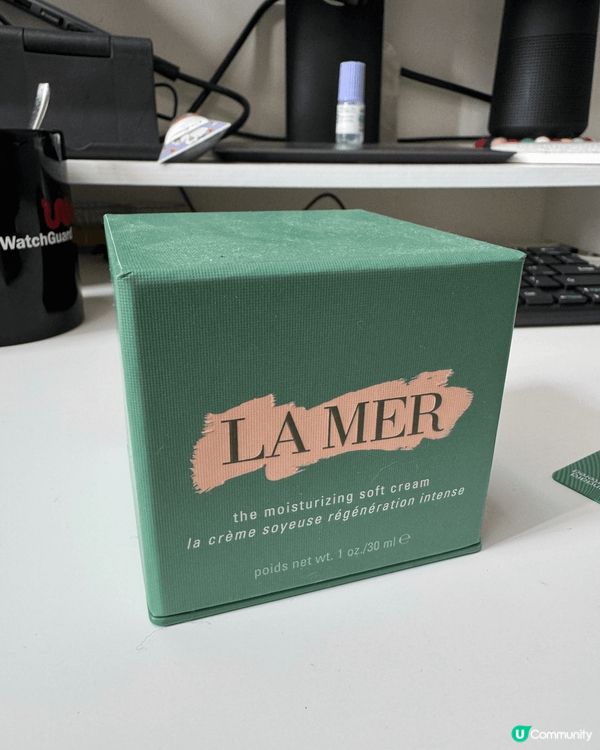 WatchGuard
LA MER
the moisturizing soft cream
la crème soyeuse régénération intense
poids net wt. 1 oz./30 ml ℮
U Community